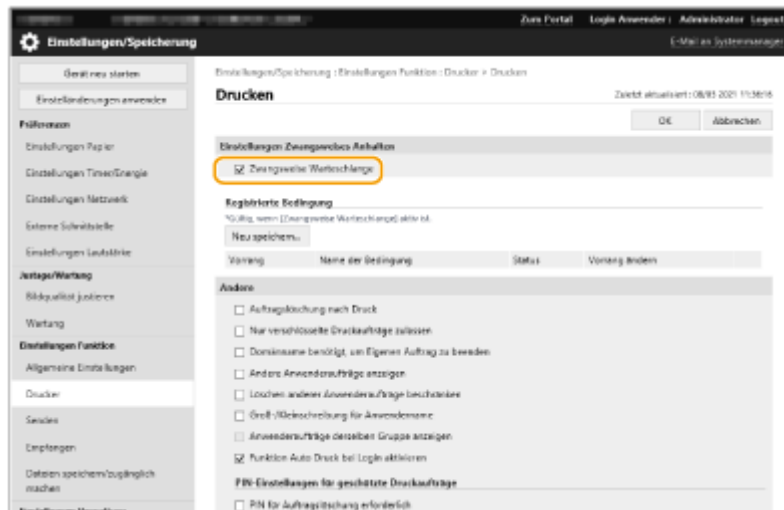 Zum Portal Login Anwender: Administrator Logout
Einstellungen/Speicherung
E-Mail an Systemmanager
Gerät neu starten
Einstelländerungen anwenden
Präferenzen
Einstellungen Papier
Einstellungen Timer/Energie
Einstellungen Netzwerk
Externe Schnittstelle
Einstellungen Lautstärke
Justage/Wartung
Bildqualität justieren
Wartung
Einstellungen Funktion
Allgemeine Einstellungen
Drucker
Senden
Empfangen
Dateien speichern/zugänglich
machen
Einstellungen/Speicherung : Einstellungen Funktion : Drucker > Drucken
Drucken
Zuletzt aktualisiert : 11:36:16
OK Abbrechen
Einstellungen Zwangsweises Anhalten
Zwangsweise Warteschlange
Registrierte Bedingung
*Gültig, wenn [Zwangsweise Warteschlange] aktiv ist.
Neu speichern...
Vorrang Name der Bedingung Status Vorrang ändern
Andere
Auftragslöschung nach Druck
Nur verschlüsselte Druckaufträge zulassen
Domänname benötigt, um Eigenen Auftrag zu beenden
Andere Anwenderaufträge anzeigen
Löschen anderer Anwenderaufträge beschränken
Groß-/Kleinschreibung für Anwendername
Anwenderaufträge derselben Gruppe anzeigen
Funktion Auto Druck bei Login aktivieren
PIN-Einstellungen für geschützte Druckaufträge
PIN für Auftragslöschung erforderlich